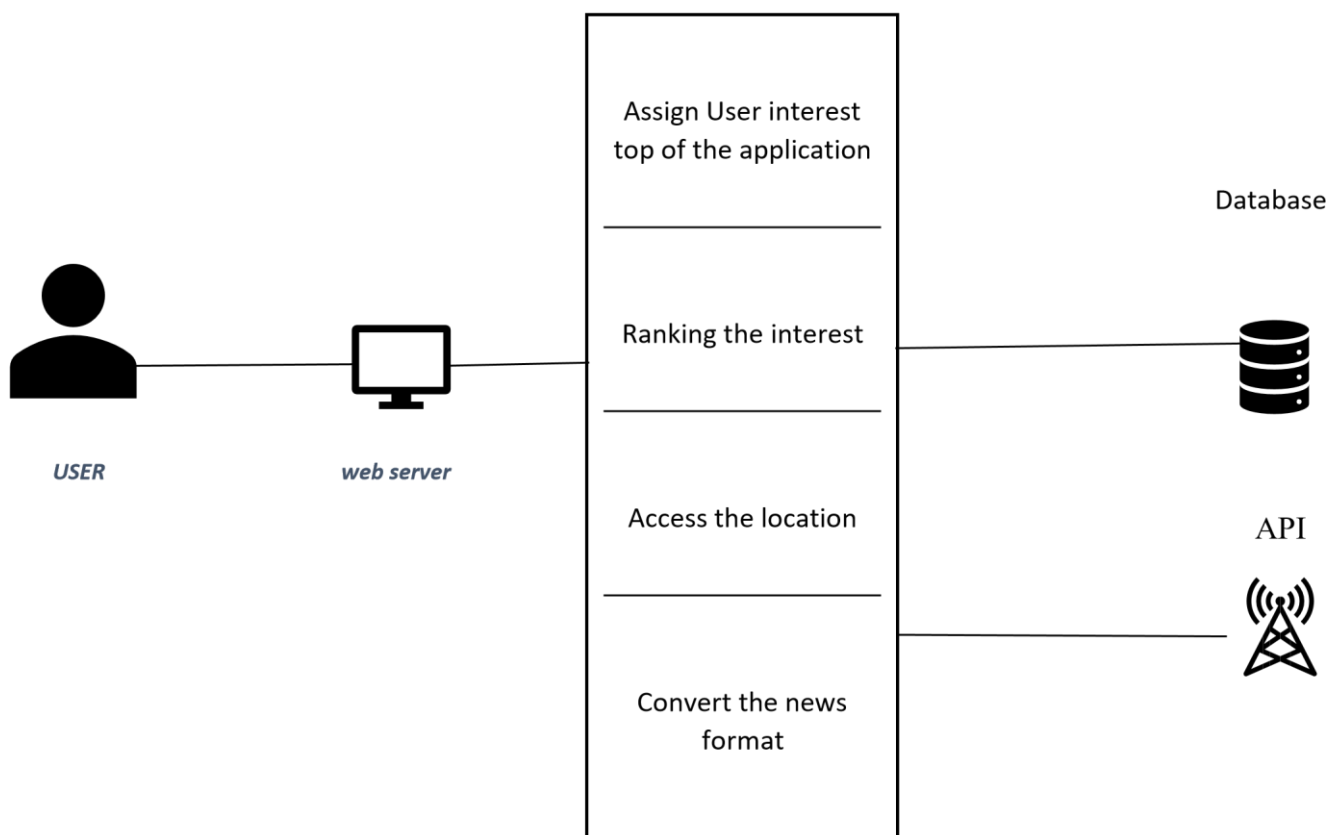 Assign User interest
top of the application
Database
Ranking the interest
USER
web server
Access the location
API
Convert the news
format